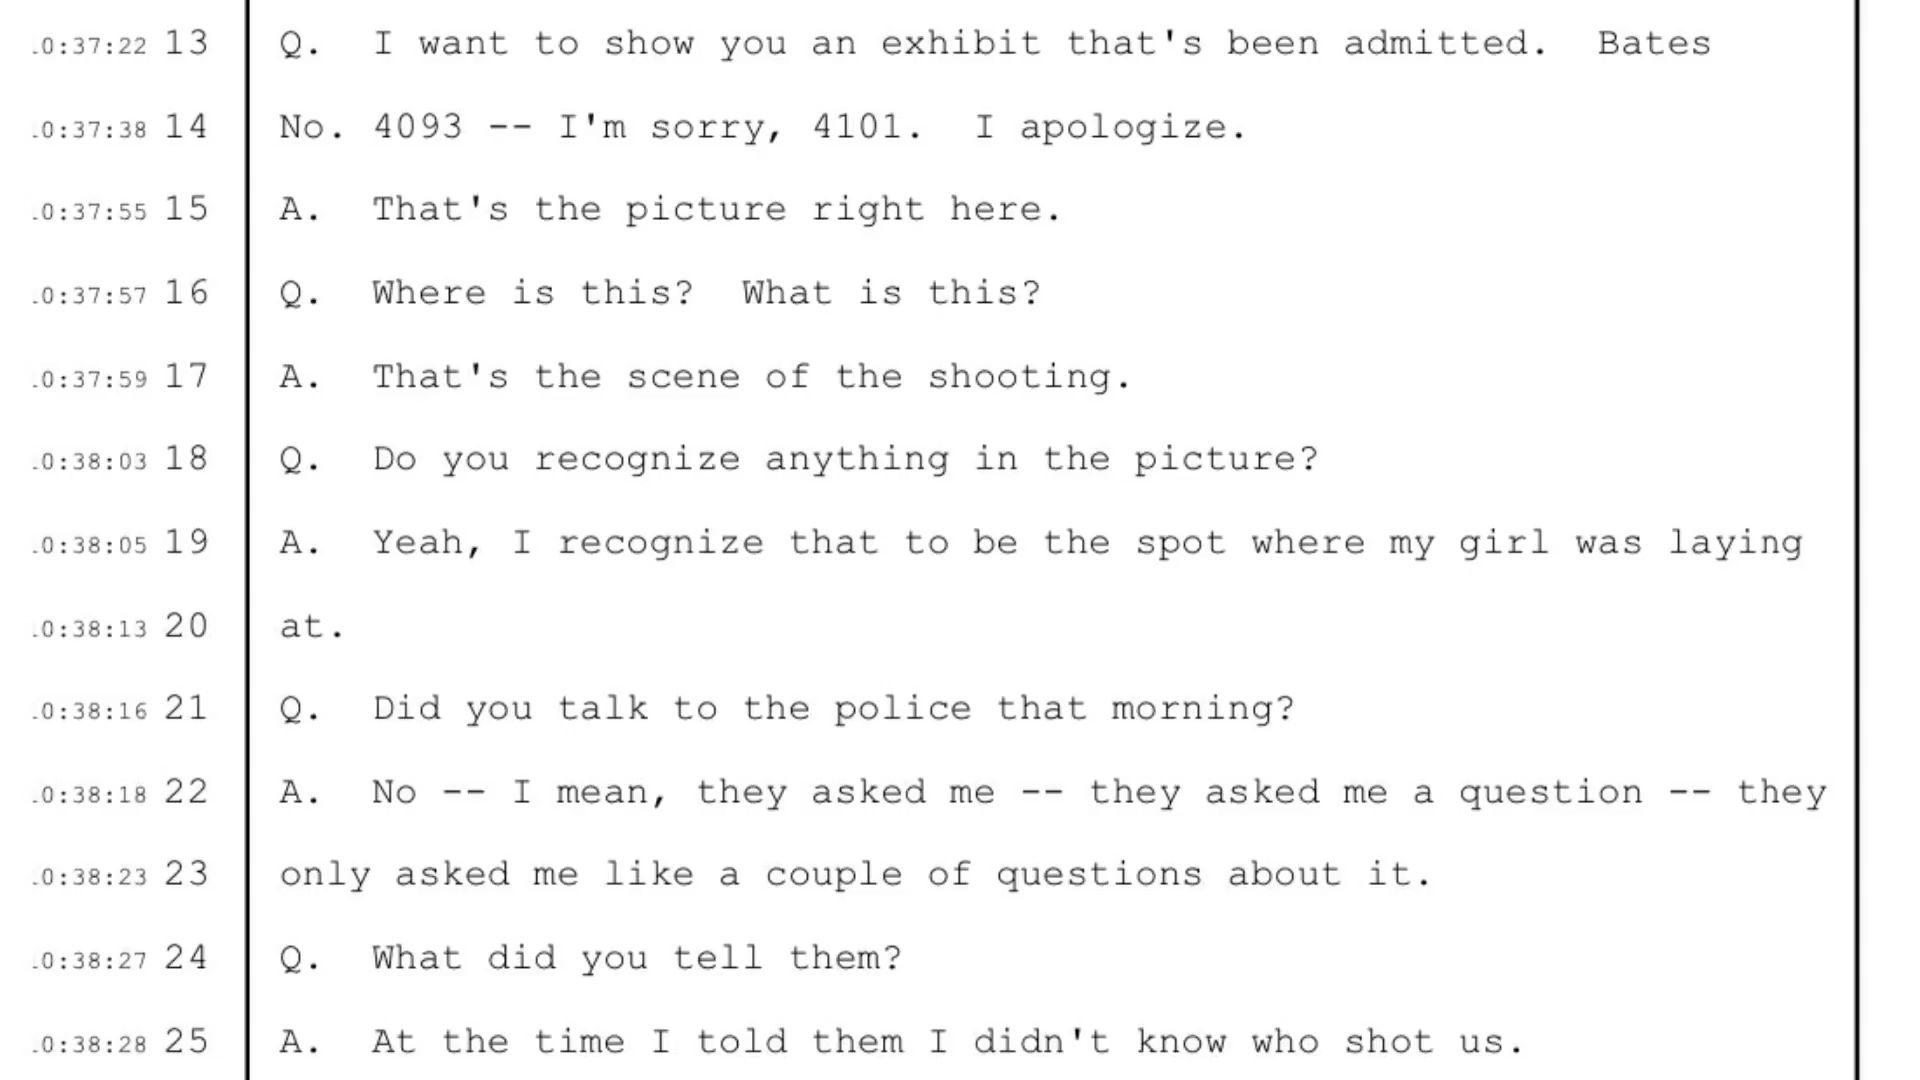 .0:37:22 13 Q. I want to show you an exhibit that's been admitted. Bates
.0:37:38 14 No. 4093 -- I'm sorry, 4101. I apologize.
.0:37:55 15 A. That's the picture right here.
.0:37:57 16 Q. Where is this? What is this?
.0:37:59 17 A. That's the scene of the shooting.
.0:38:03 18 Q. Do you recognize anything in the picture?
.0:38:05 19 A. Yeah, I recognize that to be the spot where my girl was laying
.0:38:13 20 at.
.0:38:16 21 Q. Did you talk to the police that morning?
.0:38:18 22 A. No -- I mean, they asked me -- they asked me a question -- they
.0:38:23 23 only asked me like a couple of questions about it.
.0:38:27 24 Q. What did you tell them?
.0:38:28 25 A. At the time I told them I didn't know who shot us.